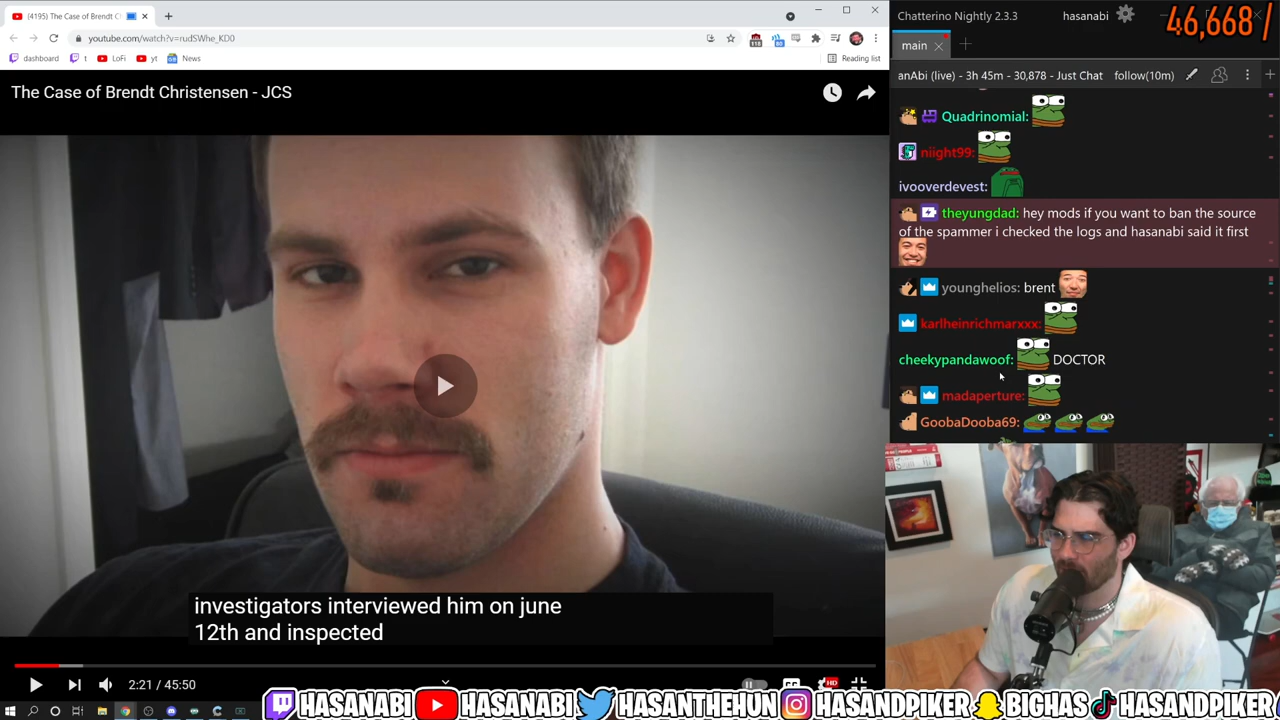 (4195) The Case of Brendt C
youtube.com/watch?v=rudSWhe_KD0
dashboard
1
LoFi
yt
News
Reading list
The Case of Brendt Christensen - JCS
investigators interviewed him on june
12th and inspected
2:21 / 45:50
HD
Chatterino Nightly 2.3.3
hasanabi
46,668 /
main
anAbi (live) - 3h 45m - 30,878 - Just Chat
follow(10m)
Quadrinomial:
niight99:
ivooverdevest:
theyungdad: hey mods if you want to ban the source
of the spammer i checked the logs and hasanabi said it first
younghelios: brent
karlheinrichmarxxx:
cheekypandawoof: DOCTOR
madaperture:
GoobaDooba69:
HASANABI
HASANABI
HASANTHEHUN
HASANDPIKER
BIGHAS
HASANDPIKER